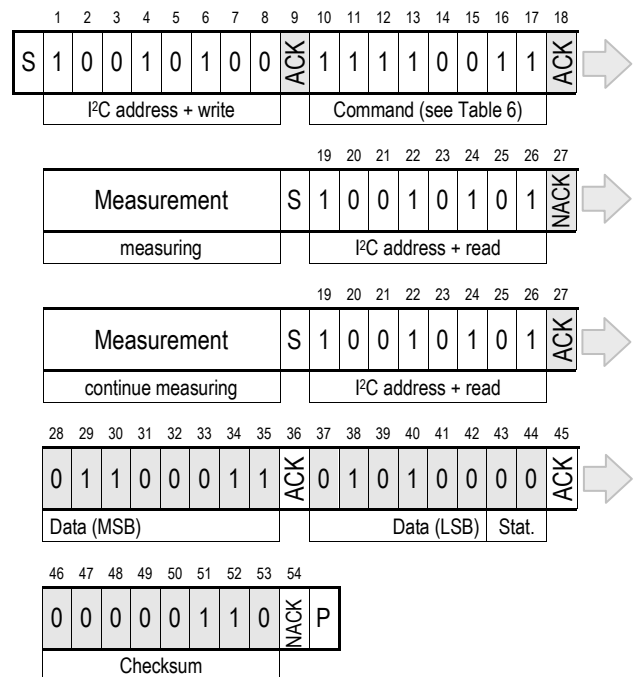 1 2 3 4 5 6 7 8 9 10 11 12 13 14 15 16 17 18
S 1 0 0 1 0 1 0 0 ACK 1 1 1 1 0 0 1 1 ACK
I²C address + write Command (see Table 6)
19 20 21 22 23 24 25 26 27
Measurement S 1 0 0 1 0 1 0 1 NACK
measuring I²C address + read
19 20 21 22 23 24 25 26 27
Measurement S 1 0 0 1 0 1 0 1 ACK
continue measuring I²C address + read
28 29 30 31 32 33 34 35 36 37 38 39 40 41 42 43 44 45
0 1 1 0 0 0 1 1 ACK 0 1 0 1 0 0 0 0 ACK
Data (MSB) Data (LSB) Stat.
46 47 48 49 50 51 52 53 54
0 0 0 0 0 1 1 0 NACK P
Checksum